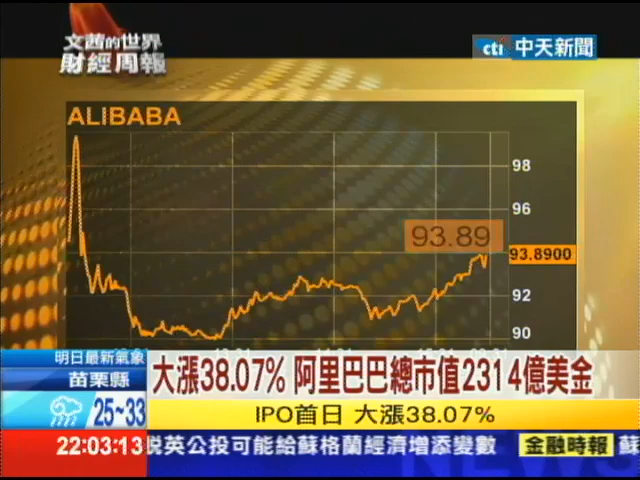 文茜的世界
財經周報
cti 中天新聞
ALIBABA
98
96
93.89
93.8900
92
90
明日最新氣象
苗栗縣
25~33
大漲38.07% 阿里巴巴總市值2314億美金
IPO首日 大漲38.07%
22:03:13
說英公投可能給蘇格蘭經濟增添變數
金融時報
蘇